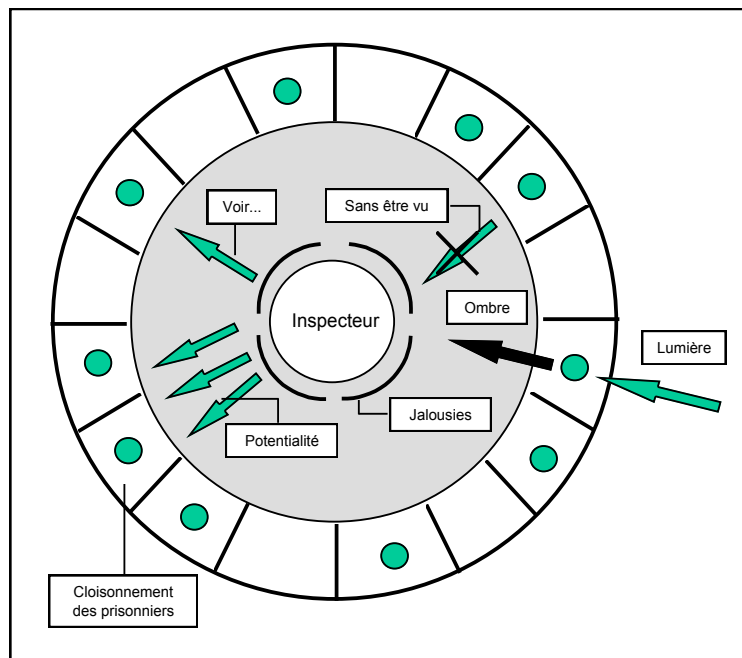 Voir...
Sans être vu
Inspecteur
Ombre
Lumière
Jalousies
Potentialité
Cloisonnement
des prisonniers